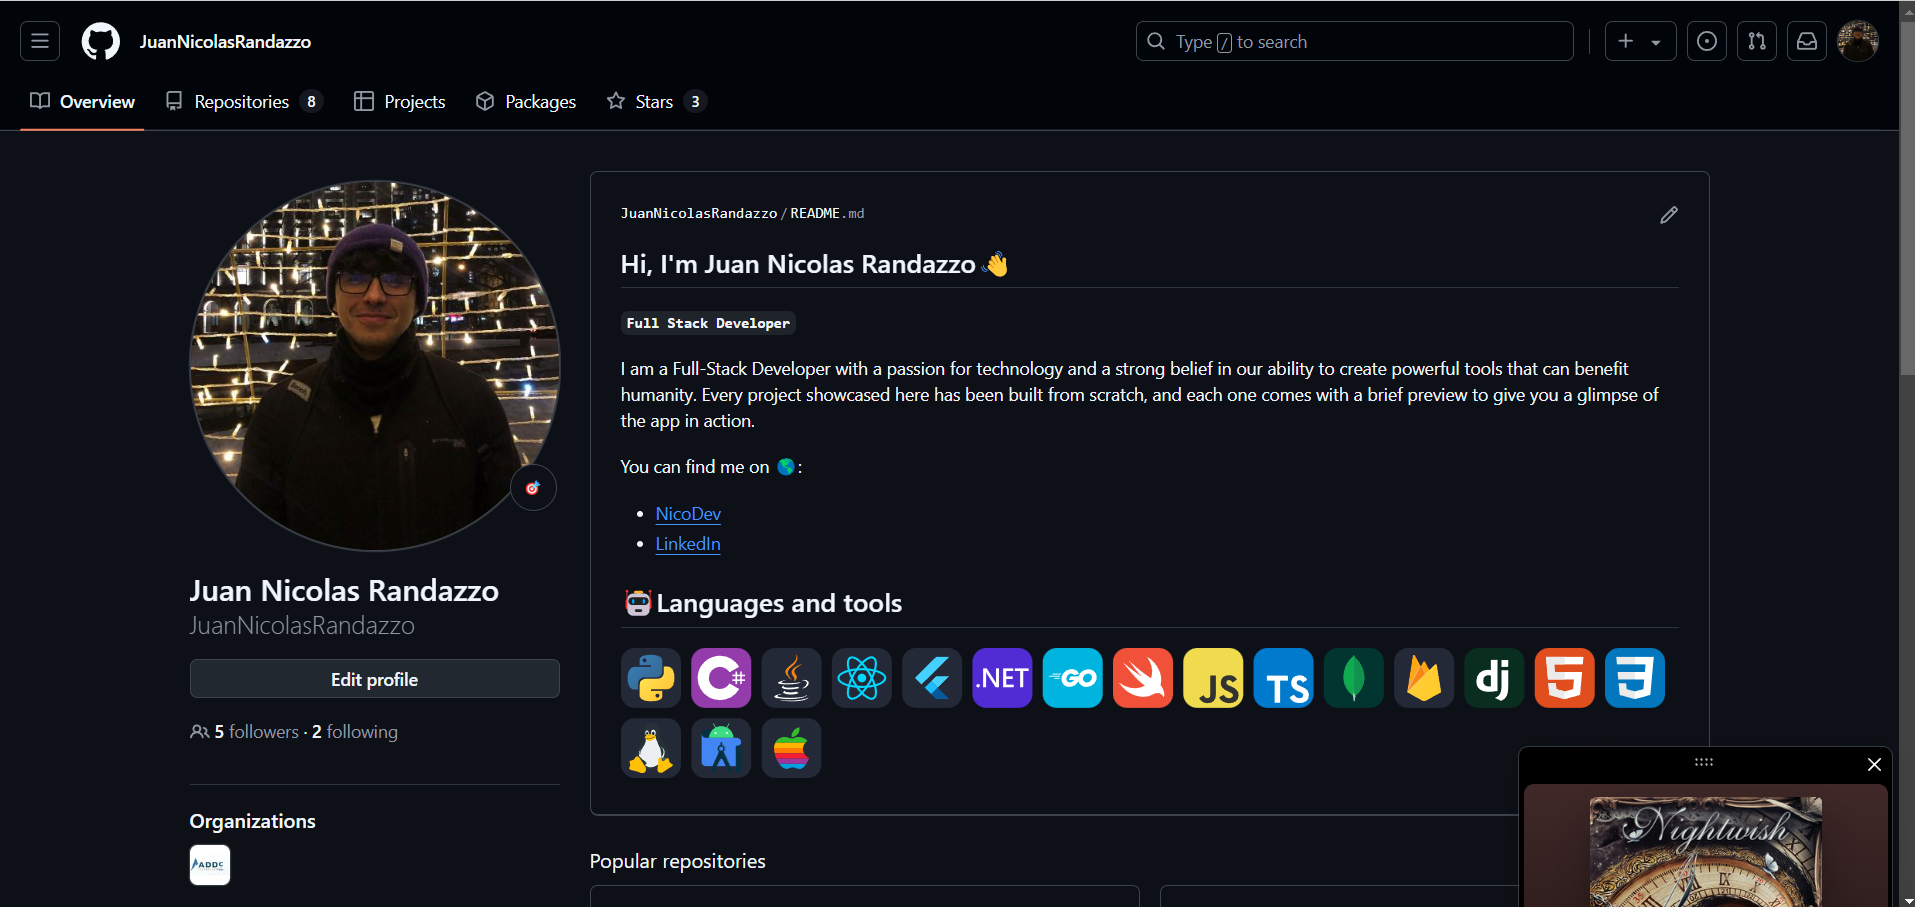 JuanNicolasRandazzo
Type / to search
Overview
Repositories 8
Projects
Packages
Stars 3
JuanNicolasRandazzo / README.md
Hi, I'm Juan Nicolas Randazzo 👋
Full Stack Developer
I am a Full-Stack Developer with a passion for technology and a strong belief in our ability to create powerful tools that can benefit
humanity. Every project showcased here has been built from scratch, and each one comes with a brief preview to give you a glimpse of
the app in action.
You can find me on 🌎:
NicoDev
LinkedIn
🤖 Languages and tools
C#
.NET
GO
JS
TS
dj
5
3
Juan Nicolas Randazzo
JuanNicolasRandazzo
Edit profile
5 followers · 2 following
Organizations
ADDC
Popular repositories
Nightwish